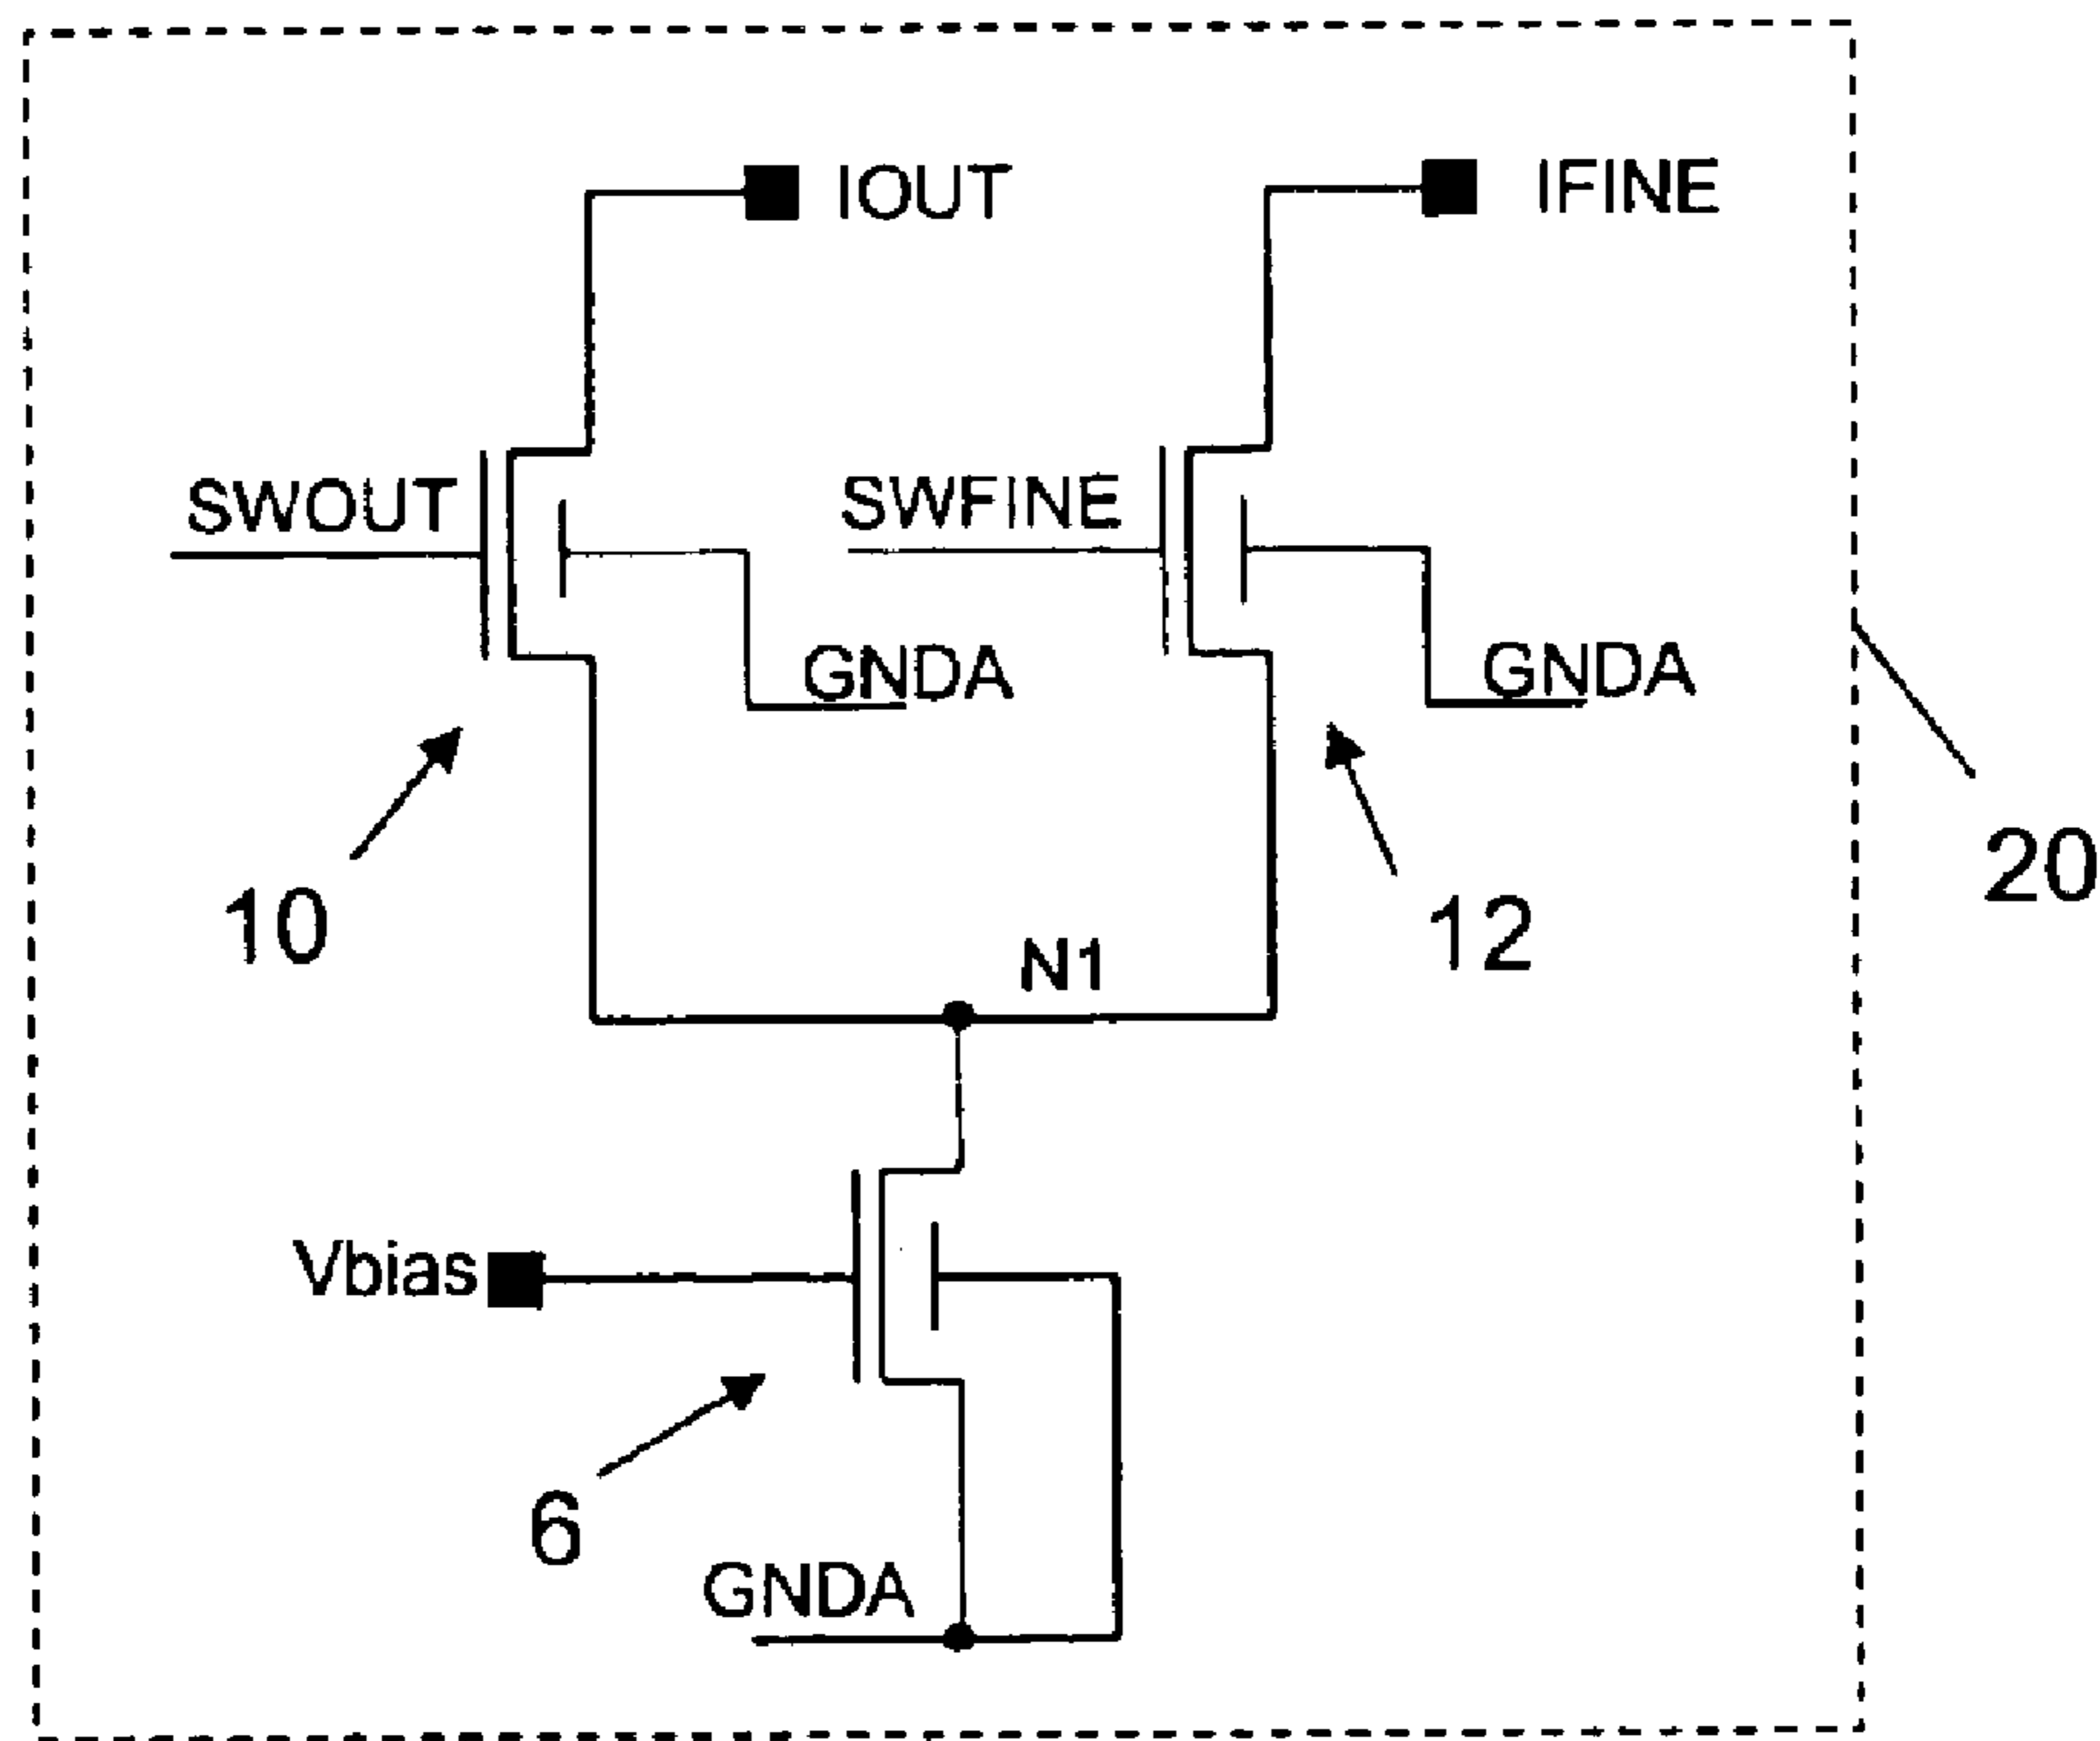 IOUT
IFINE
SWOUT
SWFINE
GNDA
GNDA
20
10
12
N1
Vbias
6
GNDA